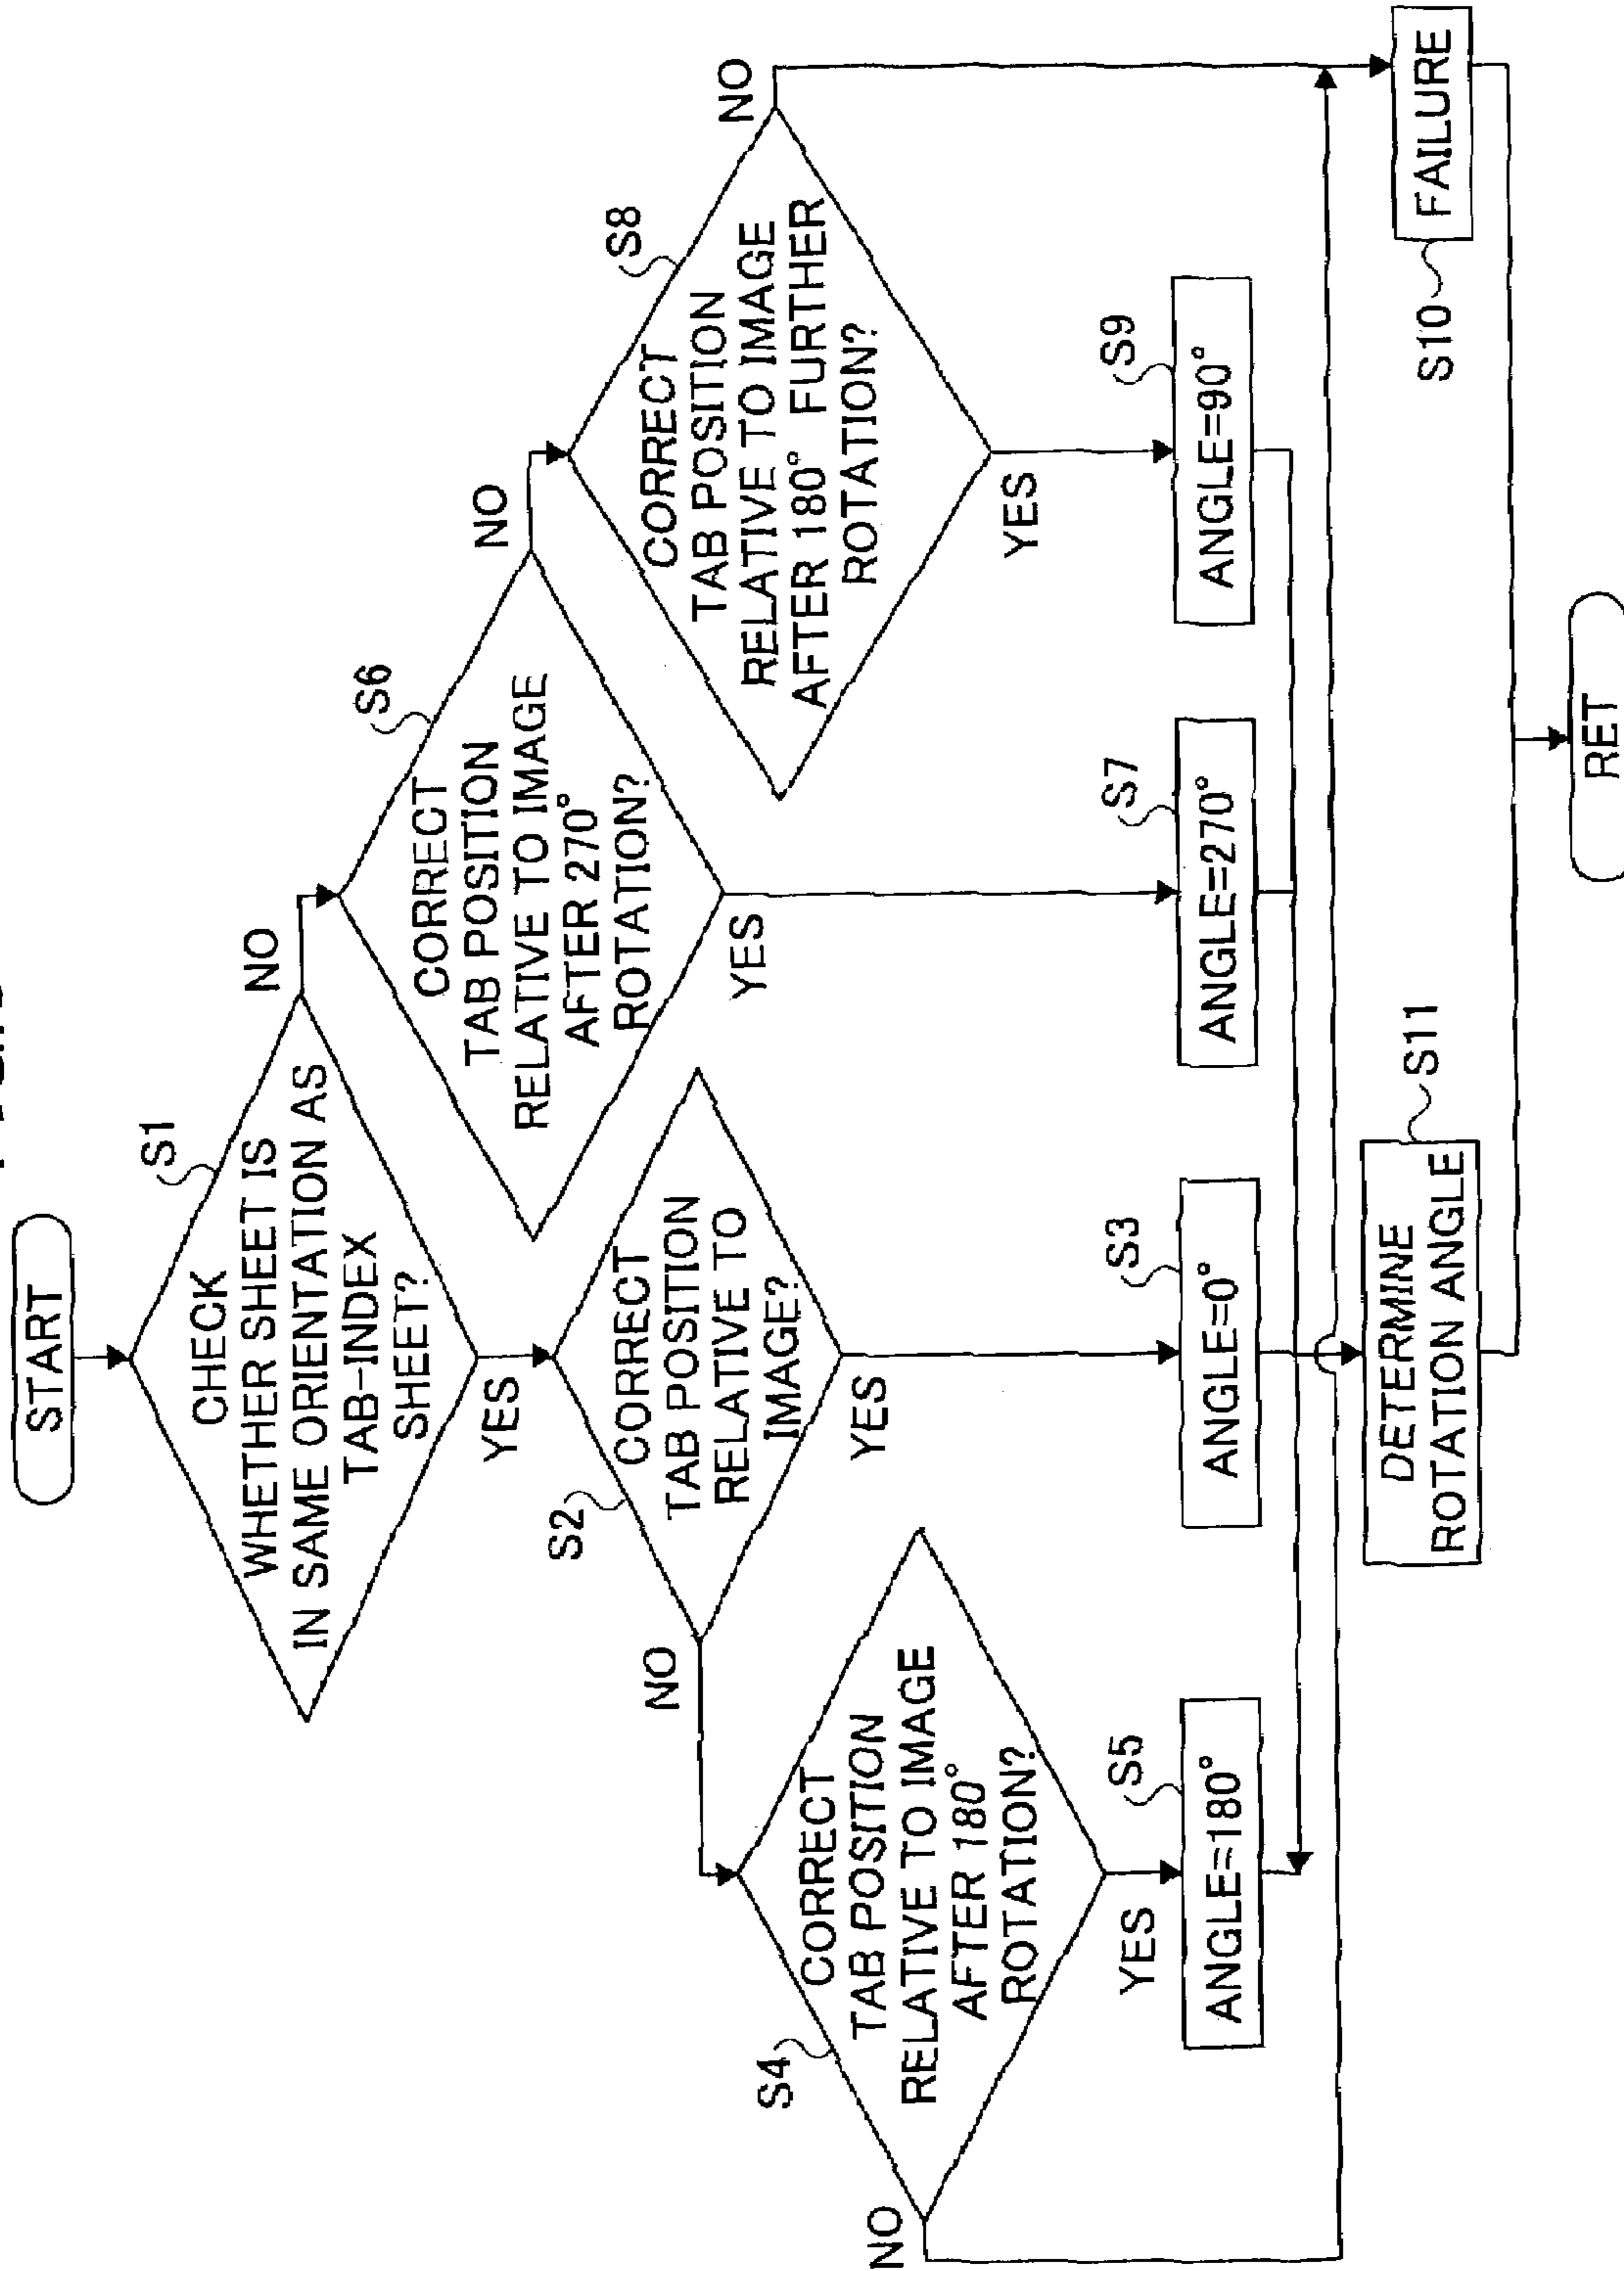 START
CHECK
WHETHER SHEET IS
IN SAME ORIENTATION AS
TAB-INDEX
SHEET?
S1
NO
YES
S2
CORRECT
TAB POSITION
RELATIVE TO
IMAGE?
NO
YES
S6
CORRECT
TAB POSITION
RELATIVE TO IMAGE
AFTER 270°
ROTATION?
NO
YES
S4
CORRECT
TAB POSITION
RELATIVE TO IMAGE
AFTER 180°
ROTATION?
NO
YES
S8
CORRECT
TAB POSITION
RELATIVE TO IMAGE
AFTER 180° FURTHER
ROTATION?
NO
YES
S5
ANGLE=180°
S3
ANGLE=0°
S7
ANGLE=270°
S9
ANGLE=90°
DETERMINE
ROTATION ANGLE
S11
S10
FAILURE
RET